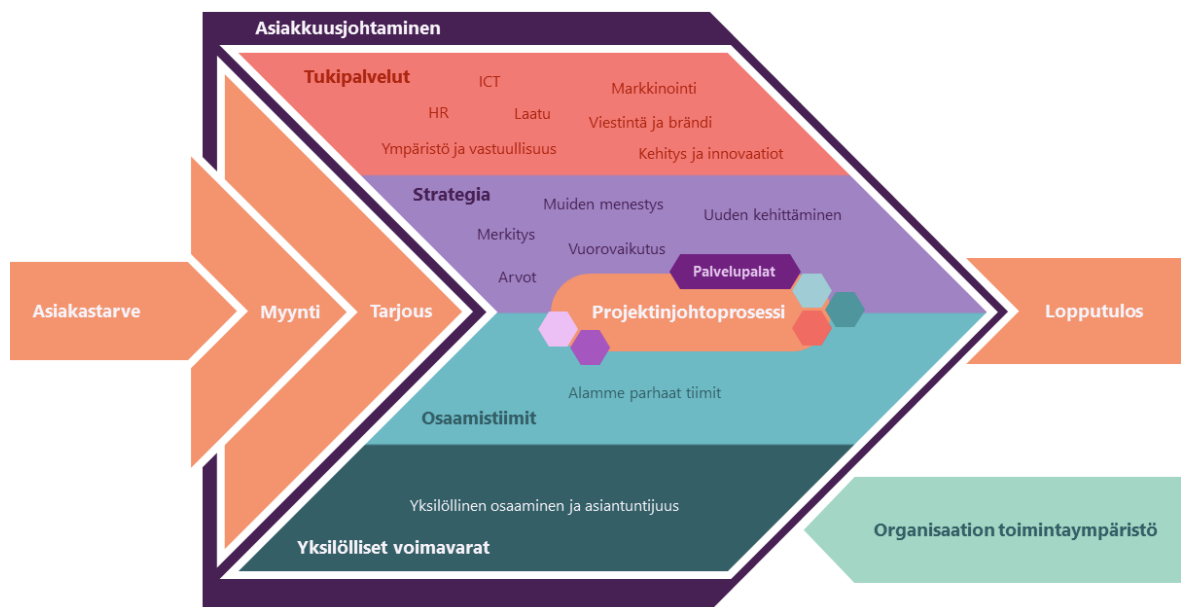 Asiakkuusjohtaminen
Tukipalvelut
ICT
Markkinointi
HR
Laatu
Viestintä ja brändi
Ympäristö ja vastuullisuus
Kehitys ja innovaatiot
Strategia
Muiden menestys
Uuden kehittäminen
Merkitys
Vuorovaikutus
Arvot
Palvelupalat
Asiakastarve
Myynti
Tarjous
Projektinjohtoprosessi
Lopputulos
Alamme parhaat tiimit
Osaamistiimit
Yksilöllinen osaaminen ja asiantuntijuus
Organisaation toimintaympäristö
Yksilölliset voimavarat